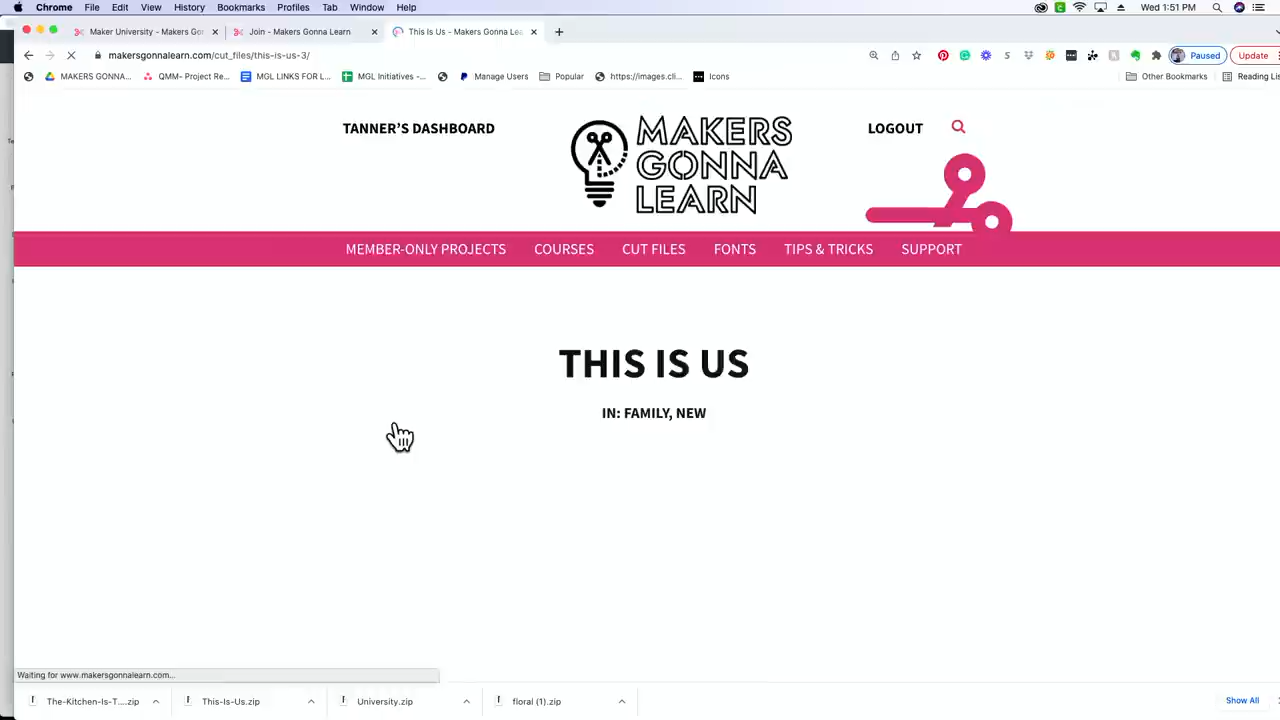 Chrome File Edit View History Bookmarks Profiles Tab Window Help Wed 1:51 PM
Maker University - Makers Go Join - Makers Gonna Learn This Is Us - Makers Gonna Lea
makersgonnalearn.com/cut_files/this-is-us-3/ Paused Update
MAKERS GONNA... QMM- Project Re... MGL LINKS FOR L... MGL Initiatives -... Manage Users Popular https://images.cli... Icons Other Bookmarks Reading Lis
TANNER'S DASHBOARD
MAKERS
GONNA
LEARN
LOGOUT
MEMBER-ONLY PROJECTS COURSES CUT FILES FONTS TIPS & TRICKS SUPPORT
THIS IS US
IN: FAMILY, NEW
Waiting for www.makersgonnalearn.com...
The-Kitchen-Is-T....zip This-Is-Us.zip University.zip floral (1).zip Show All